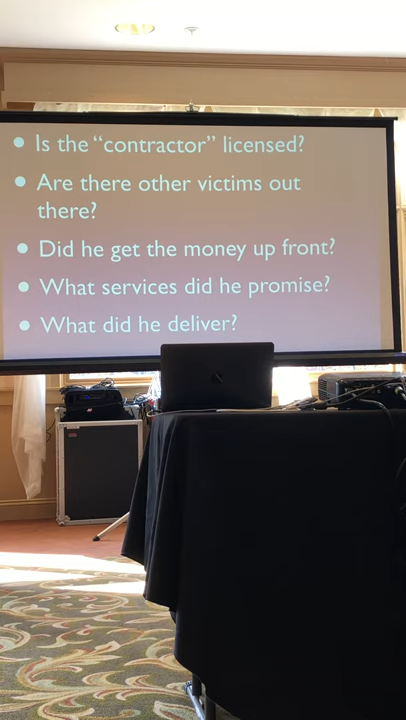 • Is the “contractor” licensed?
• Are there other victims out
there?
• Did he get the money up front?
• What services did he promise?
• What did he deliver?